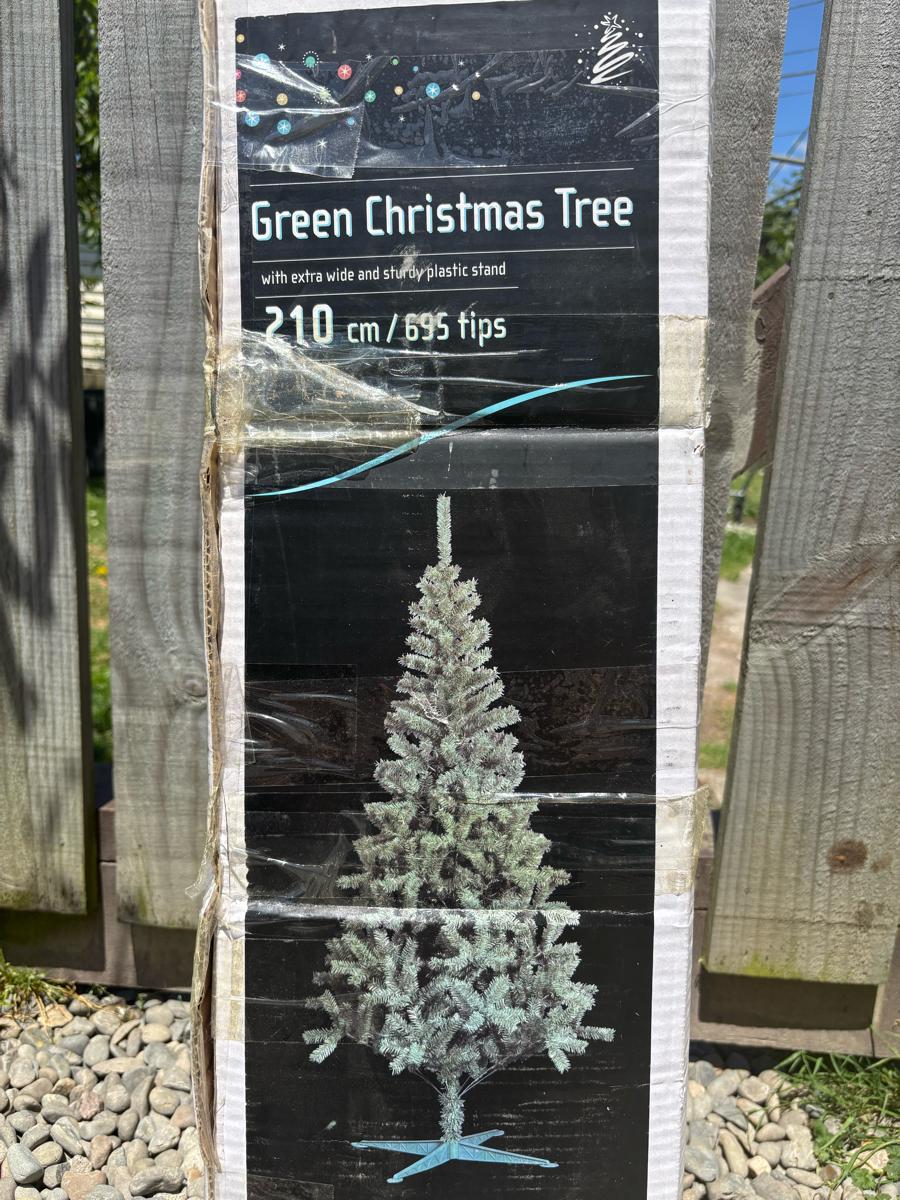 Green Christmas Tree
with extra wide and sturdy plastic stand
210 cm / 695 tips